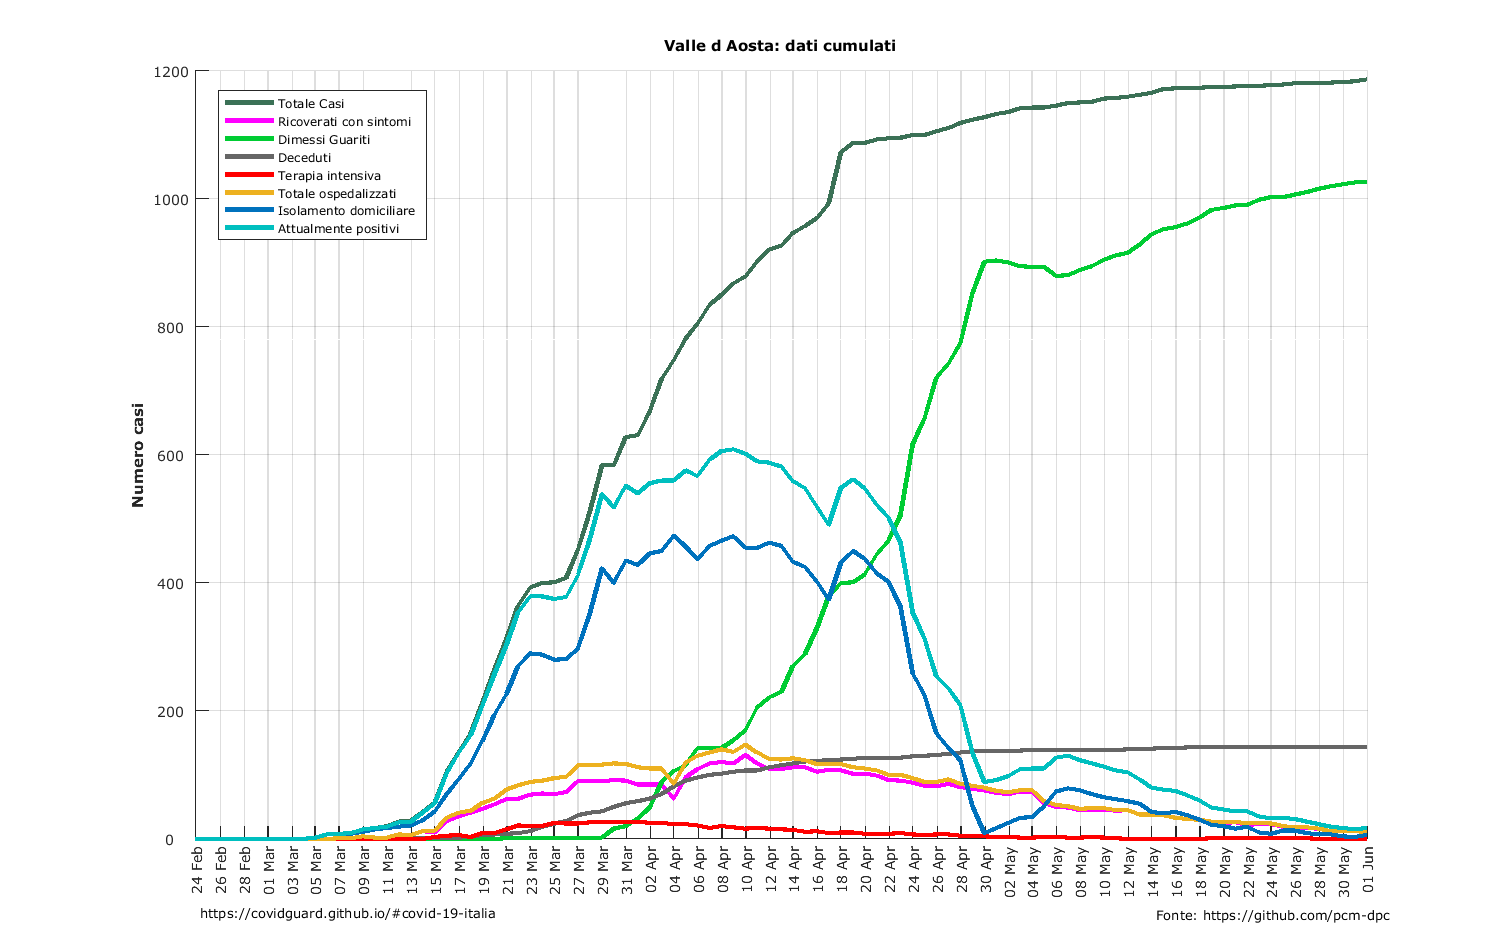 Valle d Aosta: dati cumulati
Numero casi
1200
1000
800
600
400
200
0
Totale Casi
Ricoverati con sintomi
Dimessi Guariti
Deceduti
Terapia intensiva
Totale ospedalizzati
Isolamento domiciliare
Attualmente positivi
24 Feb
26 Feb
28 Feb
01 Mar
03 Mar
05 Mar
07 Mar
09 Mar
11 Mar
13 Mar
15 Mar
17 Mar
19 Mar
21 Mar
23 Mar
25 Mar
27 Mar
29 Mar
31 Mar
02 Apr
04 Apr
06 Apr
08 Apr
10 Apr
12 Apr
14 Apr
16 Apr
18 Apr
20 Apr
22 Apr
24 Apr
26 Apr
28 Apr
30 Apr
02 May
04 May
06 May
08 May
10 May
12 May
14 May
16 May
18 May
20 May
22 May
24 May
26 May
28 May
30 May
01 Jun
https://covidguard.github.io/#covid-19-italia
Fonte: https://github.com/pcm-dpc